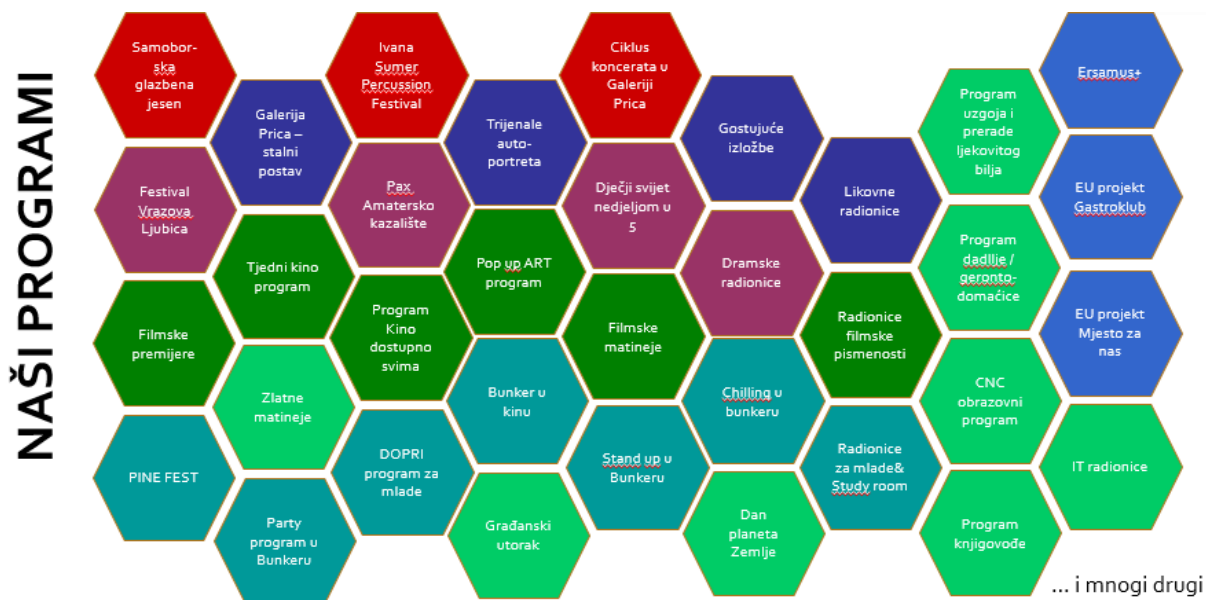 NAŠI PROGRAMI
Samobor-
ska
glazbena
jesen
Festival
Vrazova
Ljubica
Filmske
premijere
PINE FEST
Galerija
Prica –
stalni
postav
Tjedni kino
program
Zlatne
matineje
Party
program u
Bunkeru
Ivana
Sumer
Percussion
Festival
Pax
Amatersko
kazalište
Program
Kino
dostupno
svima
DOPRI
program za
mlade
Trijenale
auto-
portreta
Pop up ART
program
Bunker u
kinu
Građanski
utorak
Ciklus
koncerata u
Galeriji
Prica
Dječji svijet
nedjeljom u
5
Filmske
matineje
Stand up u
Bunkeru
Gostujuće
izložbe
Dramske
radionice
Chilling u
bunkeru
Dan
planeta
Zemlje
Likovne
radionice
Radionice
filmske
pismenosti
Radionice
za mlade&
Study room
Program
uzgoja i
prerade
ljekovitog
bilja
Program
dadllje /
geronto-
domaćice
CNC
obrazovni
program
Program
knjigovođe
Ersamus+
EU projekt
Gastroklub
EU projekt
Mjesto za
nas
IT radionice
... i mnogi drugi